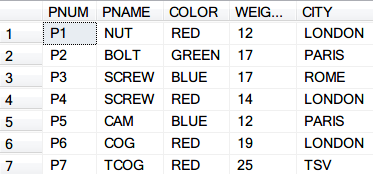 PNUM PNAME COLOR WEIG... CITY
1 P1 NUT RED 12 LONDON
2 P2 BOLT GREEN 17 PARIS
3 P3 SCREW BLUE 17 ROME
4 P4 SCREW RED 14 LONDON
5 P5 CAM BLUE 12 PARIS
6 P6 COG RED 19 LONDON
7 P7 TCOG RED 25 TSV